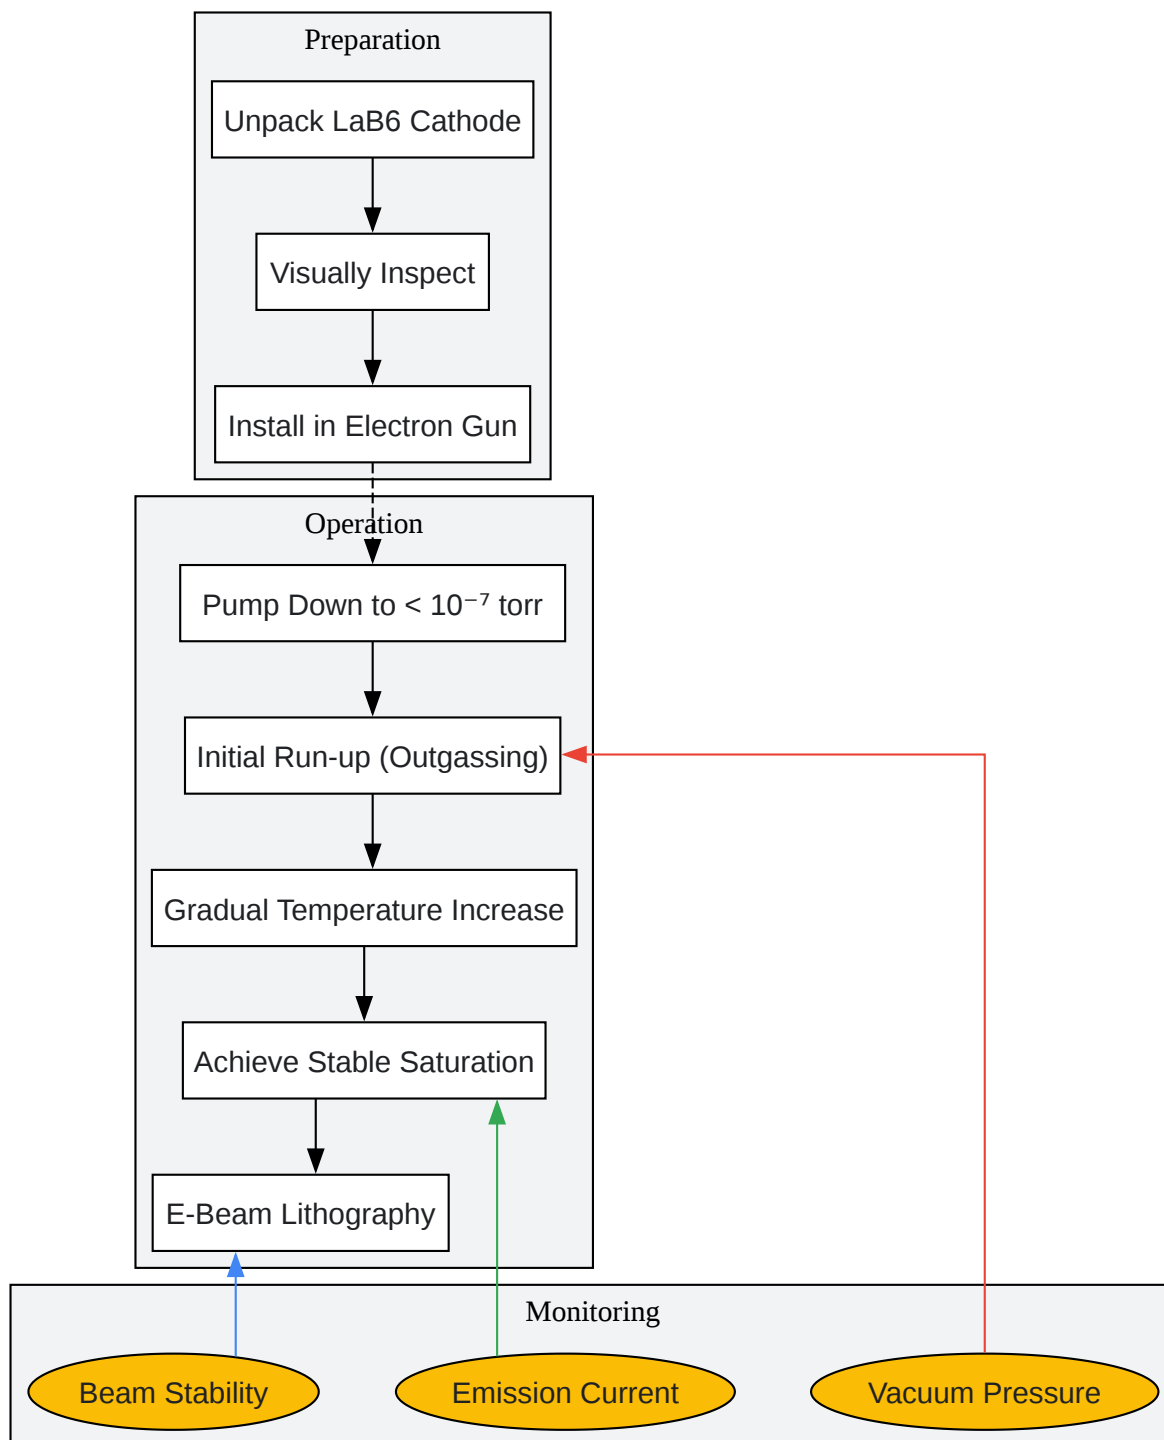 Preparation
Unpack LaB6 Cathode
Visually Inspect
Install in Electron Gun
Operation
Pump Down to < 10⁻⁷ torr
Initial Run-up (Outgassing)
Gradual Temperature Increase
Achieve Stable Saturation
E-Beam Lithography
Monitoring
Beam Stability
Emission Current
Vacuum Pressure